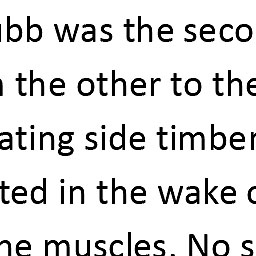 ubb was the seco
the other to the
ating side timber
ted in the wake
he muscles. No s